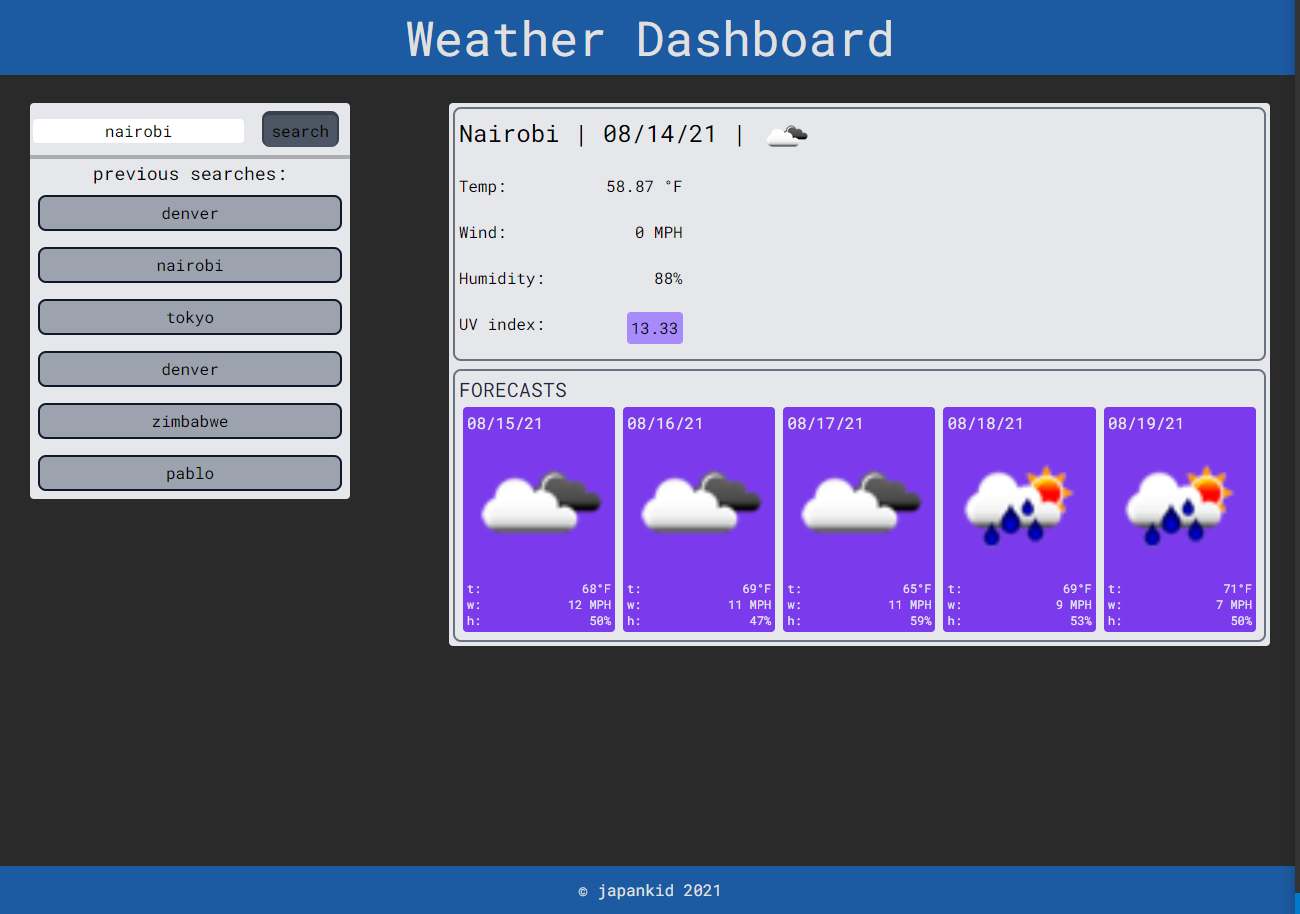 Weather Dashboard
nairobi search
previous searches:
denver
nairobi
tokyo
denver
zimbabwe
pablo
Nairobi | 08/14/21 |
Temp: 58.87 °F
Wind: 0 MPH
Humidity: 88%
UV index: 13.33
FORECASTS
08/15/21
t: 68°F
w: 12 MPH
h: 50%
08/16/21
t: 69°F
w: 11 MPH
h: 47%
08/17/21
t: 65°F
w: 11 MPH
h: 59%
08/18/21
t: 69°F
w: 9 MPH
h: 53%
08/19/21
t: 71°F
w: 7 MPH
h: 50%
© japankid 2021